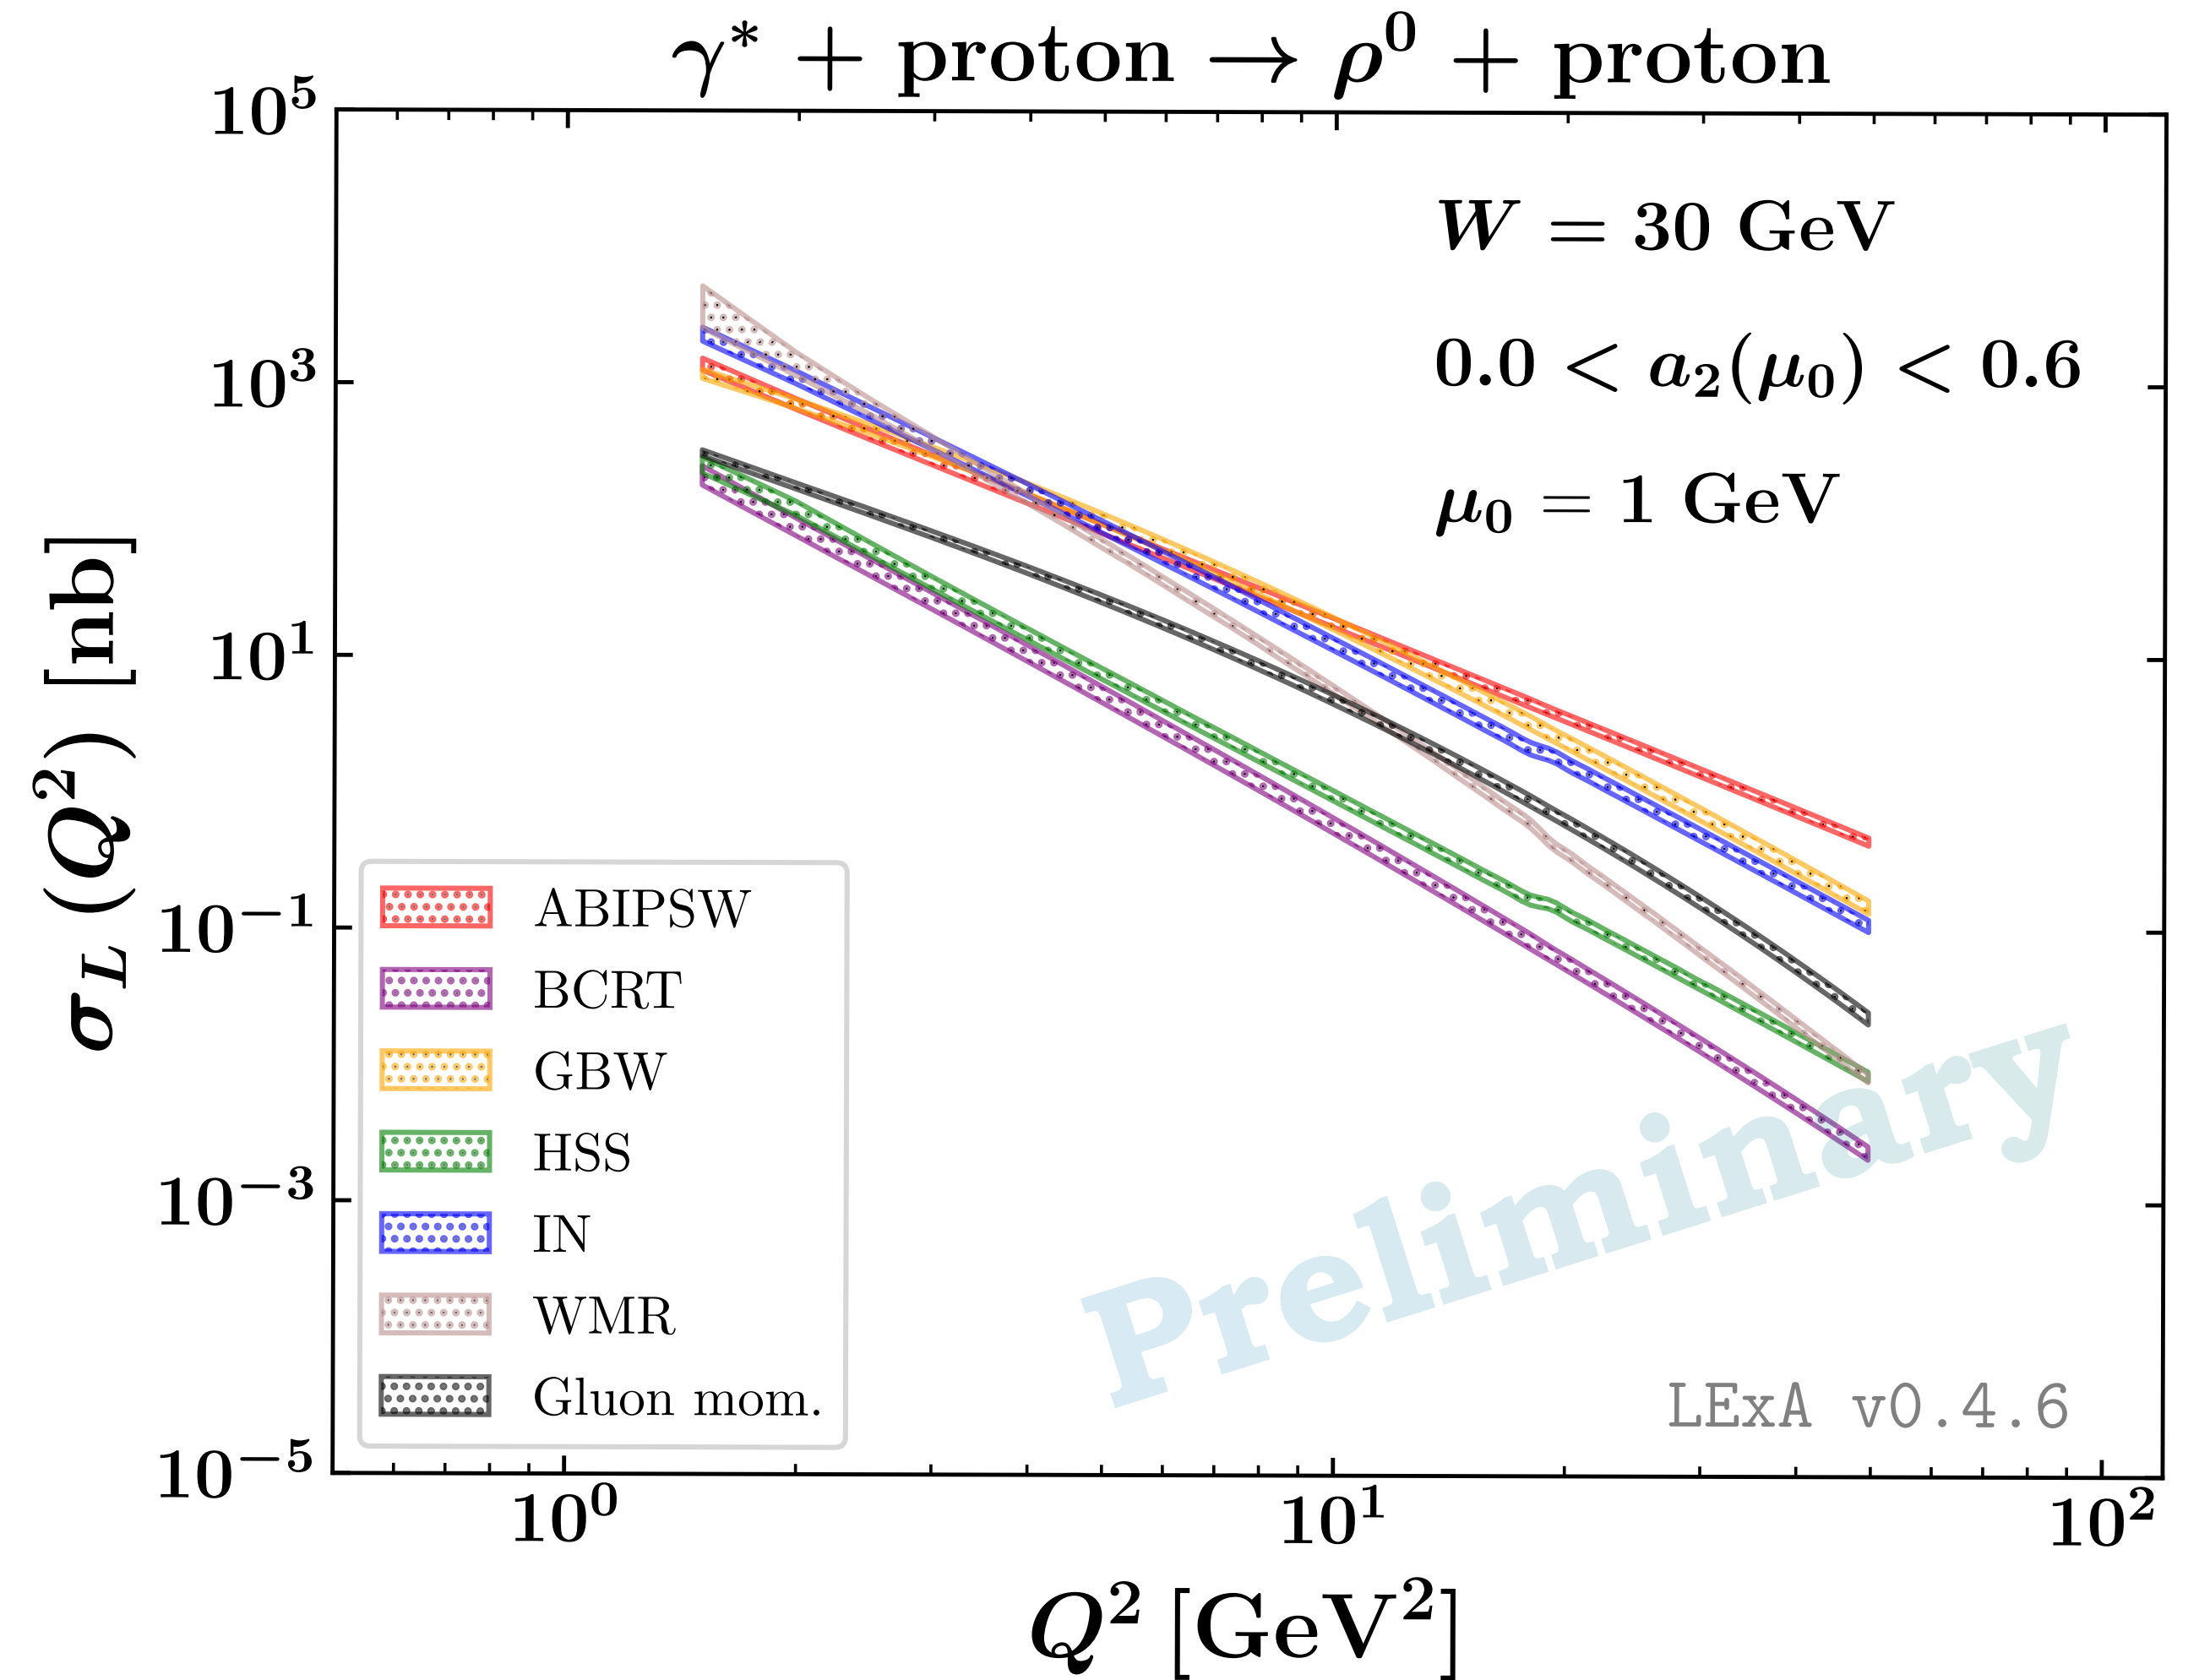 γ* + proton → ρ⁰ + proton
10⁵
10³
10¹
10⁻¹
10⁻³
10⁻⁵
σ_L (Q²) [nb]
W = 30 GeV
0.0 < a₂(μ₀) < 0.6
μ₀ = 1 GeV
ABIPSW
BCRT
GBW
HSS
IN
WMR
Gluon mom.
Preliminary
LExA v0.4.6
10⁰ 10¹ 10²
Q² [GeV²]